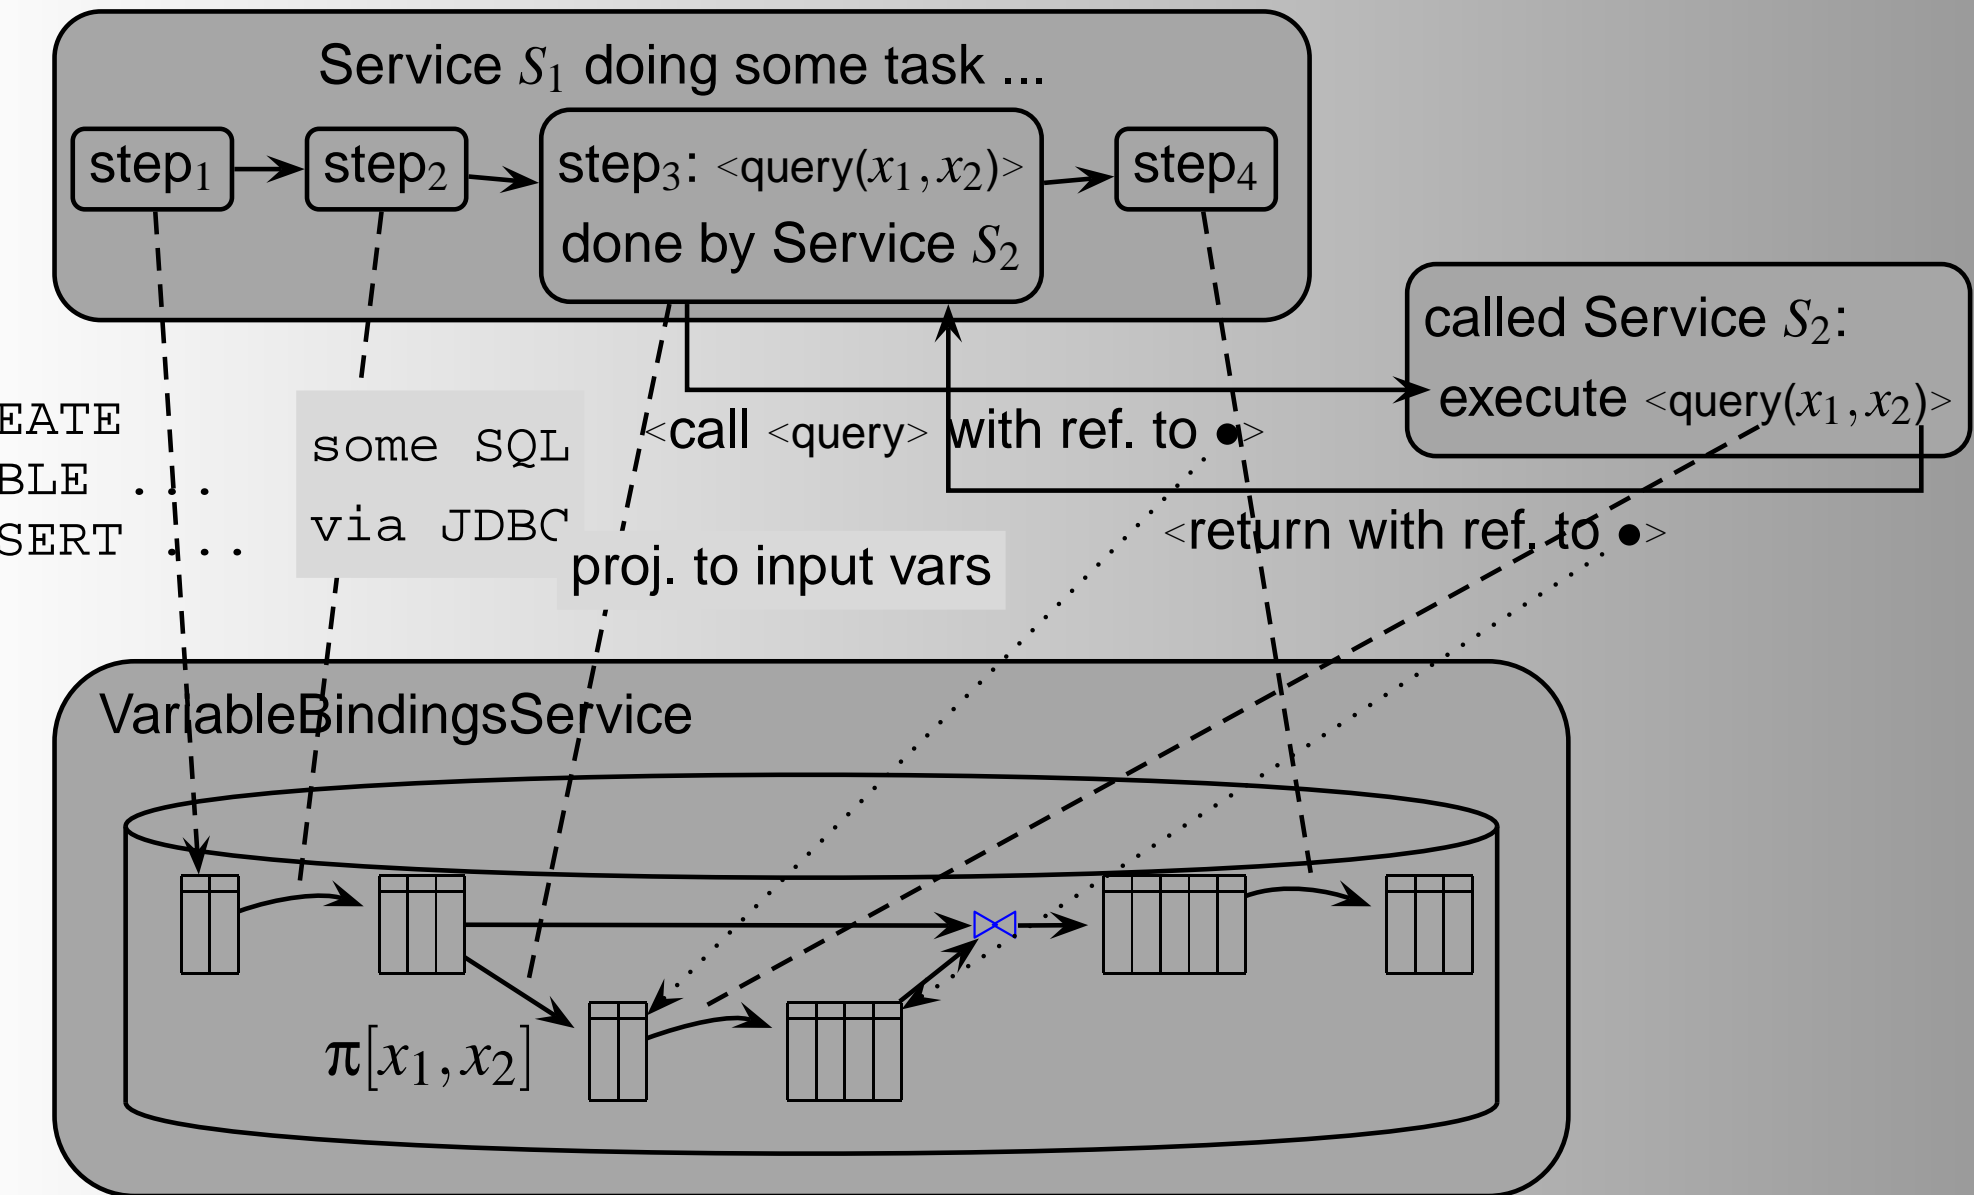 Service S₁ doing some task ...
step₁
step₂
step₃: <query(x₁,x₂)>
done by Service S₂
step₄
called Service S₂:
execute <query(x₁,x₂)>
EATE
BLE ...
SERT ...
some SQL
via JDBC
<call <query> with ref. to ●>
<return with ref. to ●>
proj. to input vars
VariableBindingsService
π[x₁,x₂]